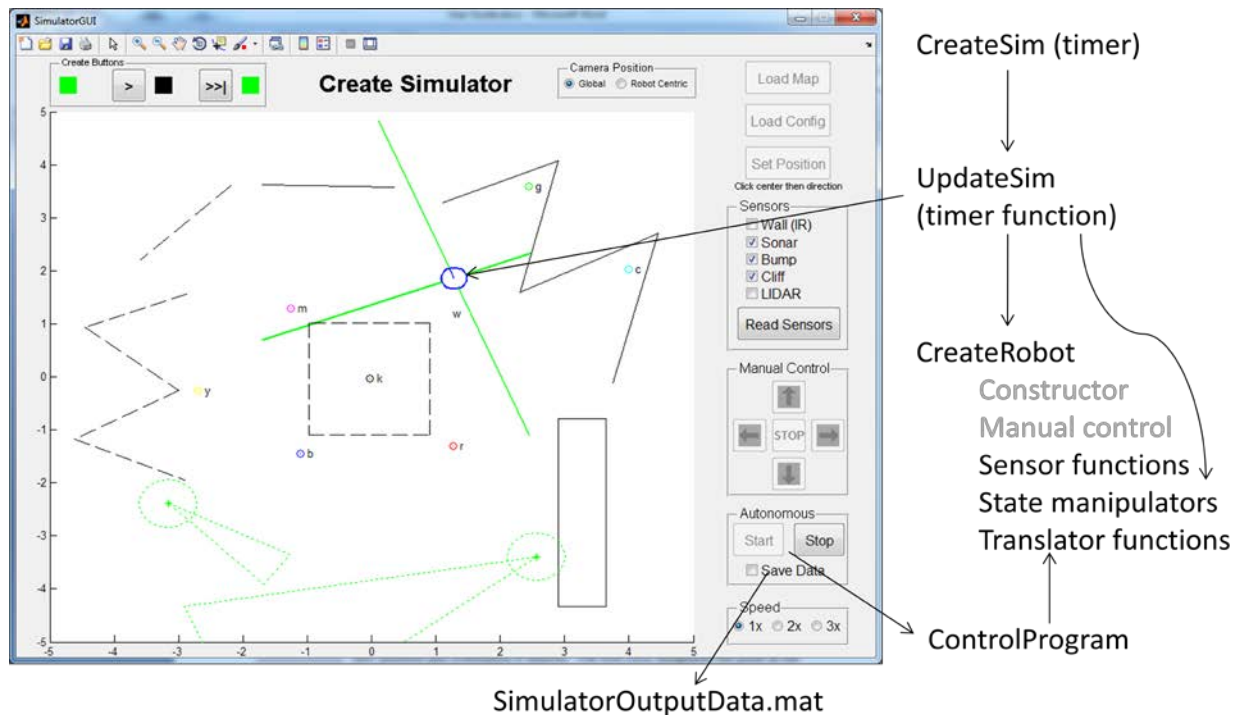 SimulatorGUI
Create Buttons
>
>>|
Create Simulator
Camera Position
Global Robot Centric
Load Map
Load Config
Set Position
Click center then direction
Sensors
Wall (IR)
Sonar
Bump
Cliff
LIDAR
Read Sensors
Manual Control
STOP
Autonomous
Start Stop
Save Data
Speed
1x 2x 3x
5
4
3
2
1
0
-1
-2
-3
-4
-5
-5 -4 -3 -2 -1 0 1 2 3 4 5
g
c
m
w
k
y
b
r
CreateSim (timer)
UpdateSim
(timer function)
CreateRobot
Constructor
Manual control
Sensor functions
State manipulators
Translator functions
ControlProgram
SimulatorOutputData.mat